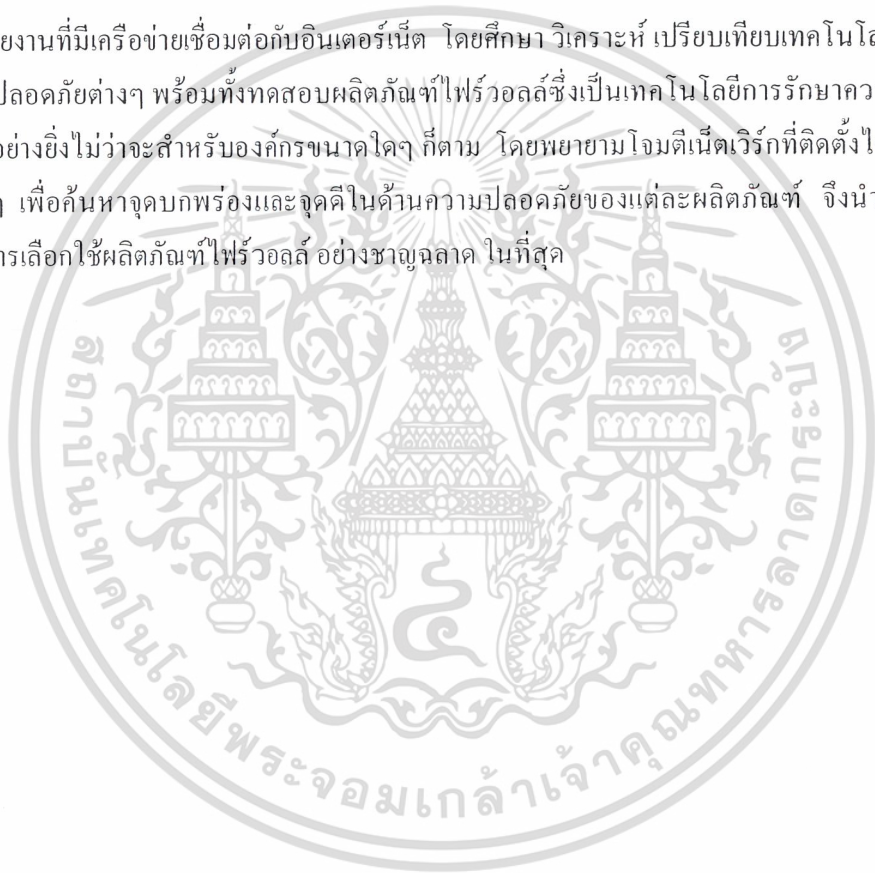 ยงานที่มีเครือข่ายเชื่อมต่อกับอินเตอร์เน็ต โดยศึกษา วิเคราะห์ เปรียบเทียบเทคโนโล
ปลอดภัยต่างๆ พร้อมทั้งทดสอบผลิตภัณฑ์ไฟร์วอลล์ซึ่งเป็นเทคโนโลยีการรักษาคว
อย่างยิ่งไม่ว่าจะสำหรับองค์กรขนาดใดๆ ก็ตาม โดยพยายามโจมตีเน็ตเวิร์กที่ติดตั้งไ
ๆ เพื่อค้นหาจุดบกพร่องและจุดดีในด้านความปลอดภัยของแต่ละผลิตภัณฑ์ จึงนำ
ารเลือกใช้ผลิตภัณฑ์ไฟร์วอลล์ อย่างชาญฉลาด ในที่สุด
สถาบันเทคโนโลยีพระจอมเกล้าเจ้าคุณทหารลาดกระบัง
๔